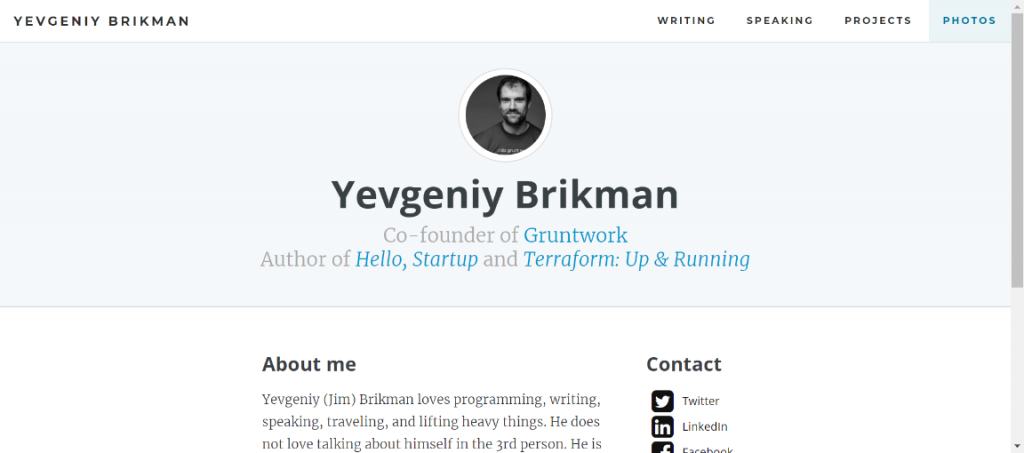 YEVGENIY BRIKMAN
WRITING SPEAKING PROJECTS PHOTOS
Yevgeniy Brikman
Co-founder of Gruntwork
Author of Hello, Startup and Terraform: Up & Running
About me
Yevgeniy (Jim) Brikman loves programming, writing,
speaking, traveling, and lifting heavy things. He does
not love talking about himself in the 3rd person. He is
Contact
Twitter
LinkedIn
Facebook